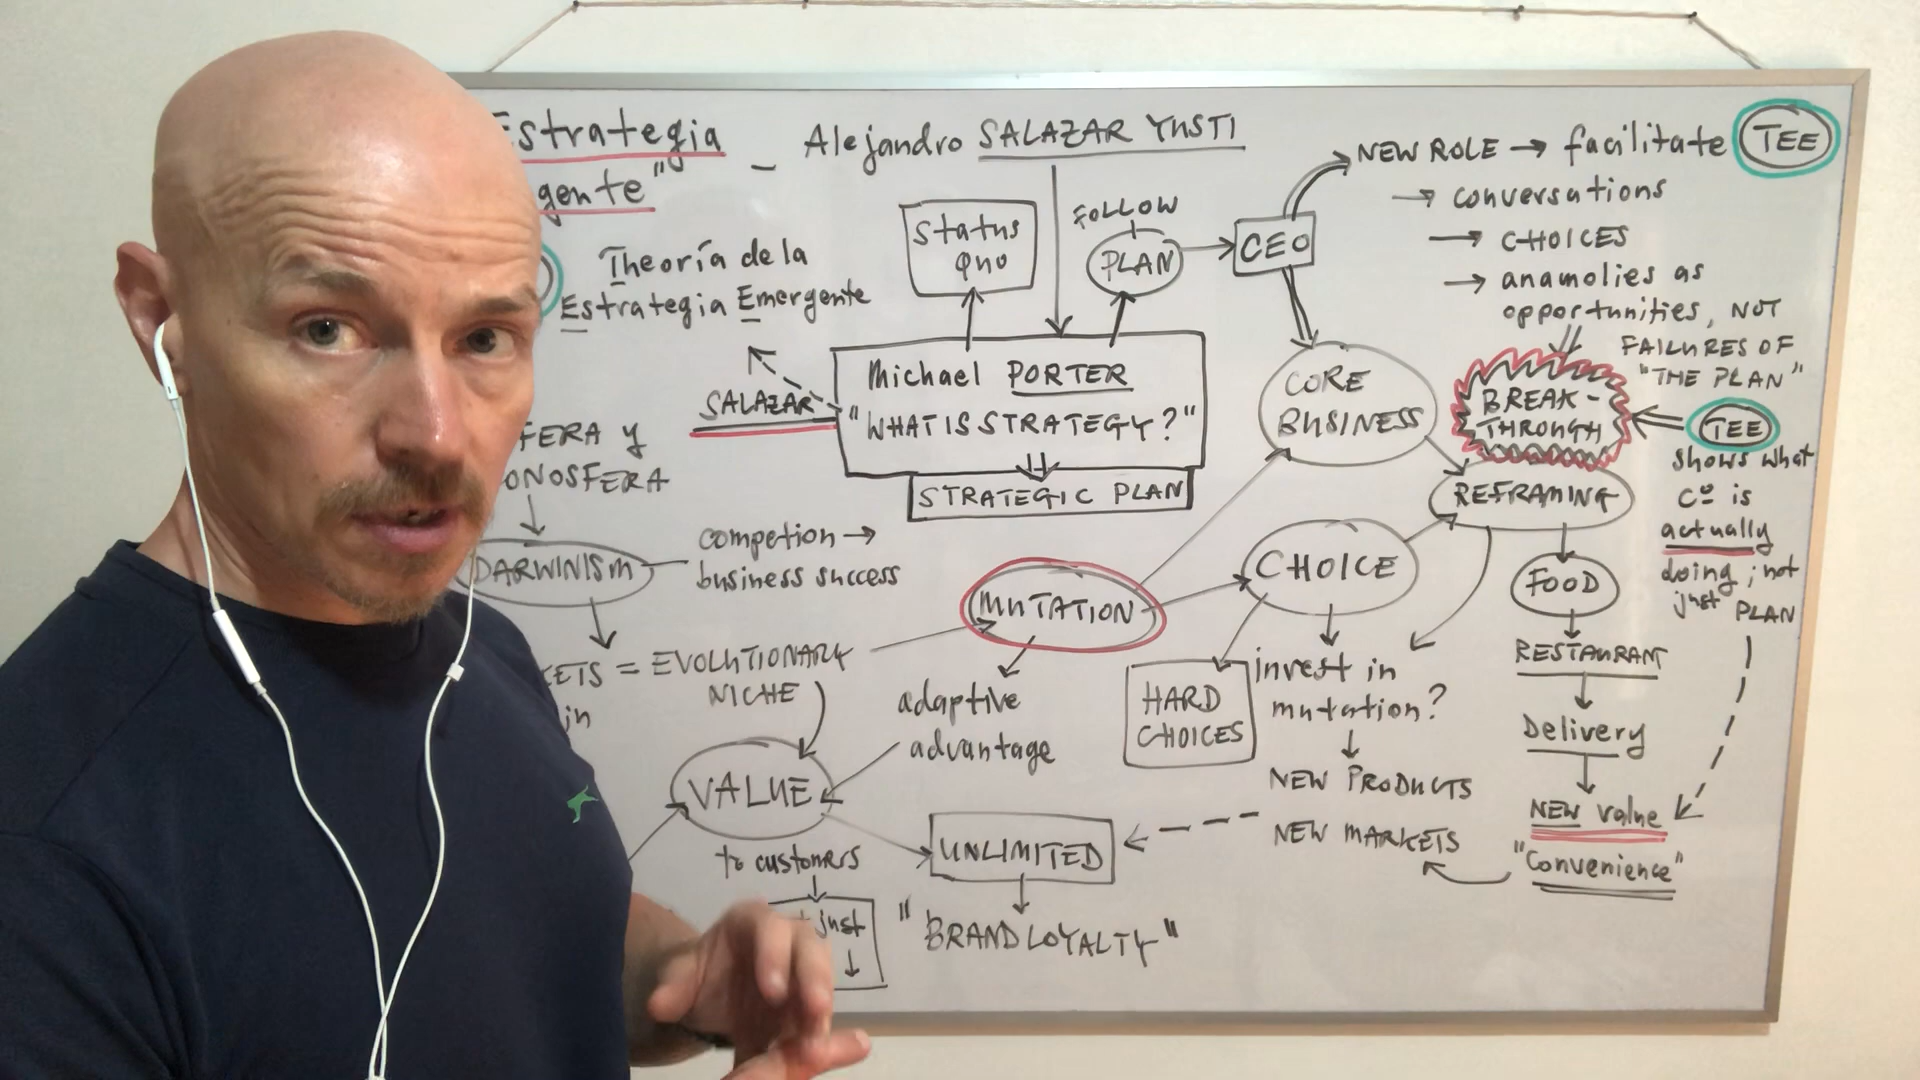 Estrategia
gente"
- Alejandro SALAZAR YUSTI
Theoría de la
Estrategia Emergente
SALAZAR
Status
Quo
FOLLOW
PLAN
CEO
Michael PORTER
"WHAT IS STRATEGY?"
STRATEGIC PLAN
NEW ROLE → facilitate TEE
→ conversations
→ CHOICES
→ anamolies as
opportunities, NOT
FAILURES OF
"THE PLAN"
CORE
BUSINESS
BREAK-
THROUGH
TEE
shows what
Cº is
actually
doing; not
just PLAN
REFRAMING
FERA Y
ONOSFERA
DARWINISM
competion →
business success
KETS = EVOLUTIONARY
NICHE
in
MUTATION
adaptive
advantage
CHOICE
HARD
CHOICES
invest in
mutation?
NEW PRODUCTS
NEW MARKETS
FOOD
RESTAURANT
Delivery
NEW value
"Convenience"
VALUE
to customers
just
UNLIMITED
"BRAND LOYALTY"